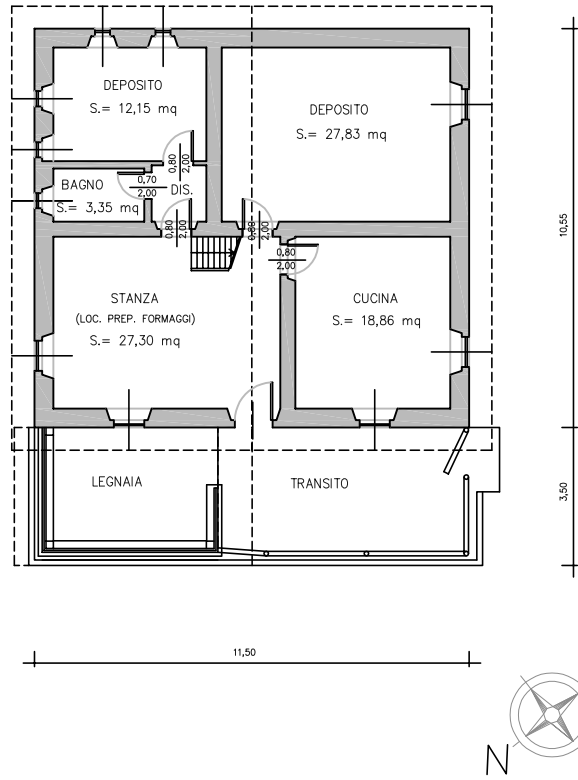 DEPOSITO
S.= 12,15 mq
DEPOSITO
S.= 27,83 mq
0,80
2,00
BAGNO
S.= 3,35 mq
0,70
2,00
DIS.
0,80
2,00
0,80
2,00
0,80
2,00
STANZA
(LOC. PREP. FORMAGGI)
S.= 27,30 mq
CUCINA
S.= 18,86 mq
10,55
LEGNAIA
TRANSITO
3,50
11,50
N